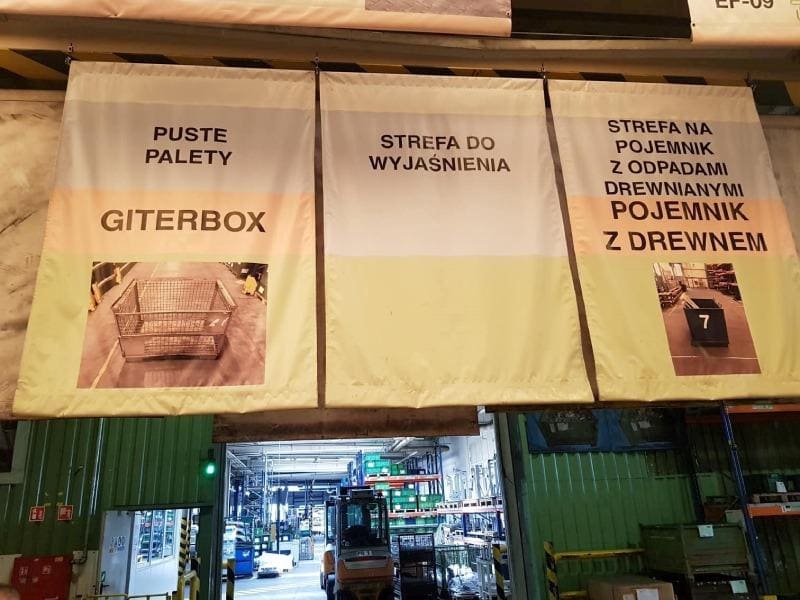 EF-09
PUSTE
PALETY
GITERBOX
STREFA DO
WYJAŚNIENIA
STREFA NA
POJEMNIK
Z ODPADAMI
DREWNIANYMI
POJEMNIK
Z DREWNEM
7